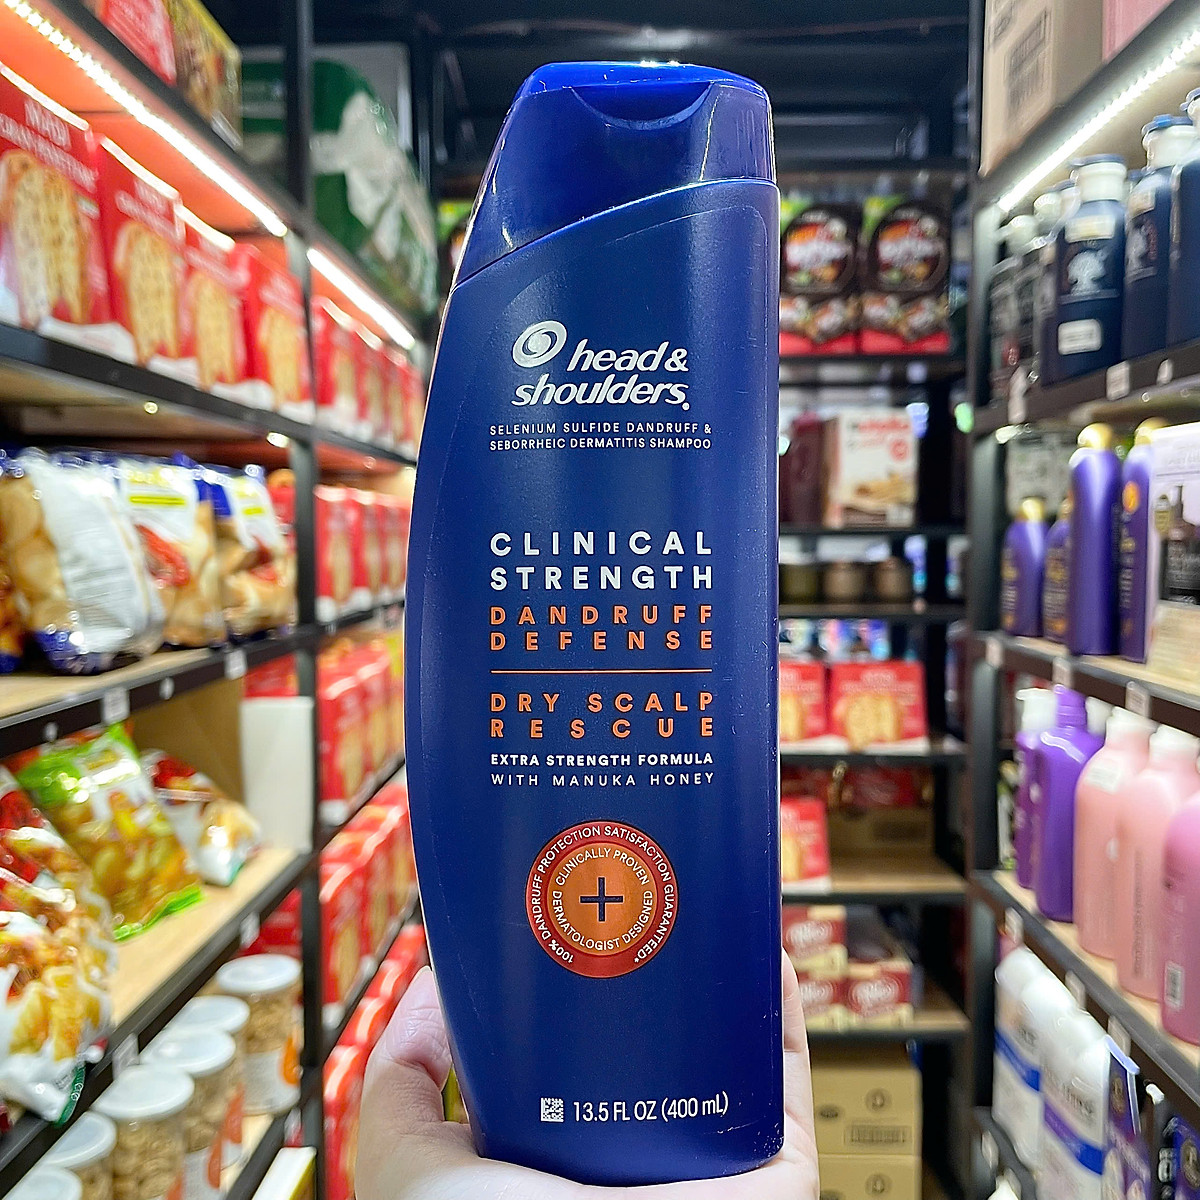 head &
shoulders®
SELENIUM SULFIDE DANDRUFF &
SEBORRHEIC DERMATITIS SHAMPOO
CLINICAL
STRENGTH
DANDRUFF
DEFENSE
DRY SCALP
RESCUE
EXTRA STRENGTH FORMULA
WITH MANUKA HONEY
100% DANDRUFF PROTECTION SATISFACTION GUARANTEED*
CLINICALLY PROVEN
DERMATOLOGIST DESIGNED
13.5 FL OZ (400 mL)